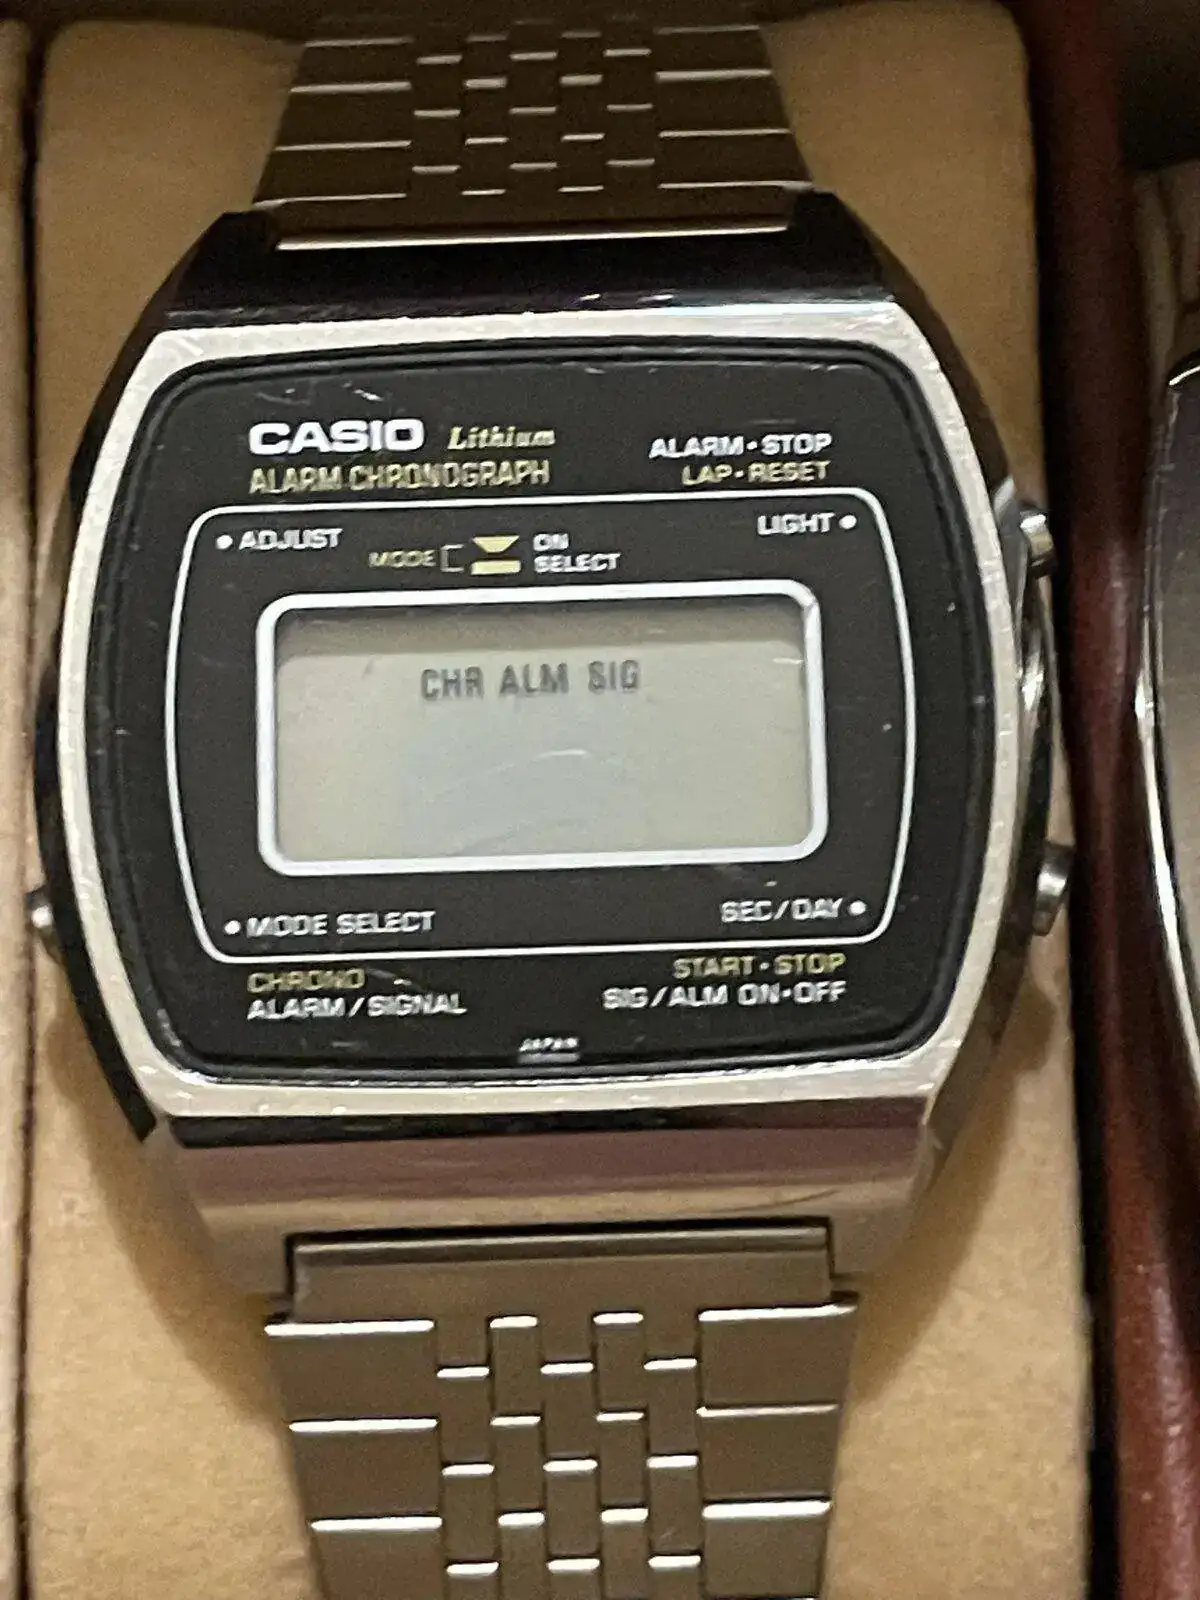 CASIO Lithium
ALARM CHRONOGRAPH
ALARM•STOP
LAP•RESET
•ADJUST
LIGHT•
MODE
ON
SELECT
CHR ALM SIG
•MODE SELECT
SEC/DAY•
CHRONO
ALARM/SIGNAL
START•STOP
SIG/ALM ON•OFF
JAPAN